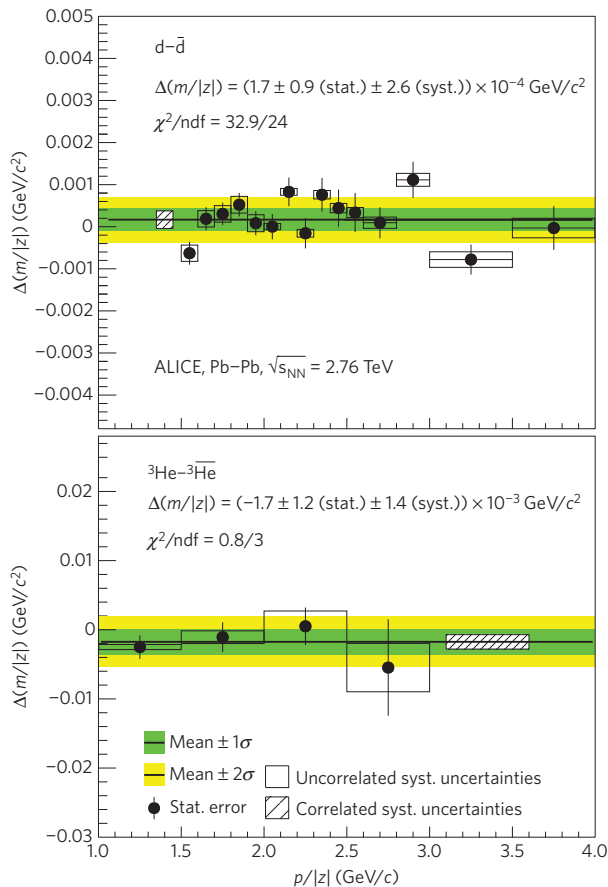 0.005
0.004
0.003
0.002
0.001
0
−0.001
−0.002
−0.003
−0.004
Δ(m/|z|) (GeV/c²)
d–d̄
Δ(m/|z|) = (1.7 ± 0.9 (stat.) ± 2.6 (syst.)) × 10⁻⁴ GeV/c²
χ²/ndf = 32.9/24
ALICE, Pb–Pb, √s_NN = 2.76 TeV
0.02
0.01
0
−0.01
−0.02
−0.03
Δ(m/|z|) (GeV/c²)
³He–³H̅e̅
Δ(m/|z|) = (−1.7 ± 1.2 (stat.) ± 1.4 (syst.)) × 10⁻³ GeV/c²
χ²/ndf = 0.8/3
Mean ± 1σ
Mean ± 2σ
Stat. error
Uncorrelated syst. uncertainties
Correlated syst. uncertainties
1.0 1.5 2.0 2.5 3.0 3.5 4.0
p/|z| (GeV/c)